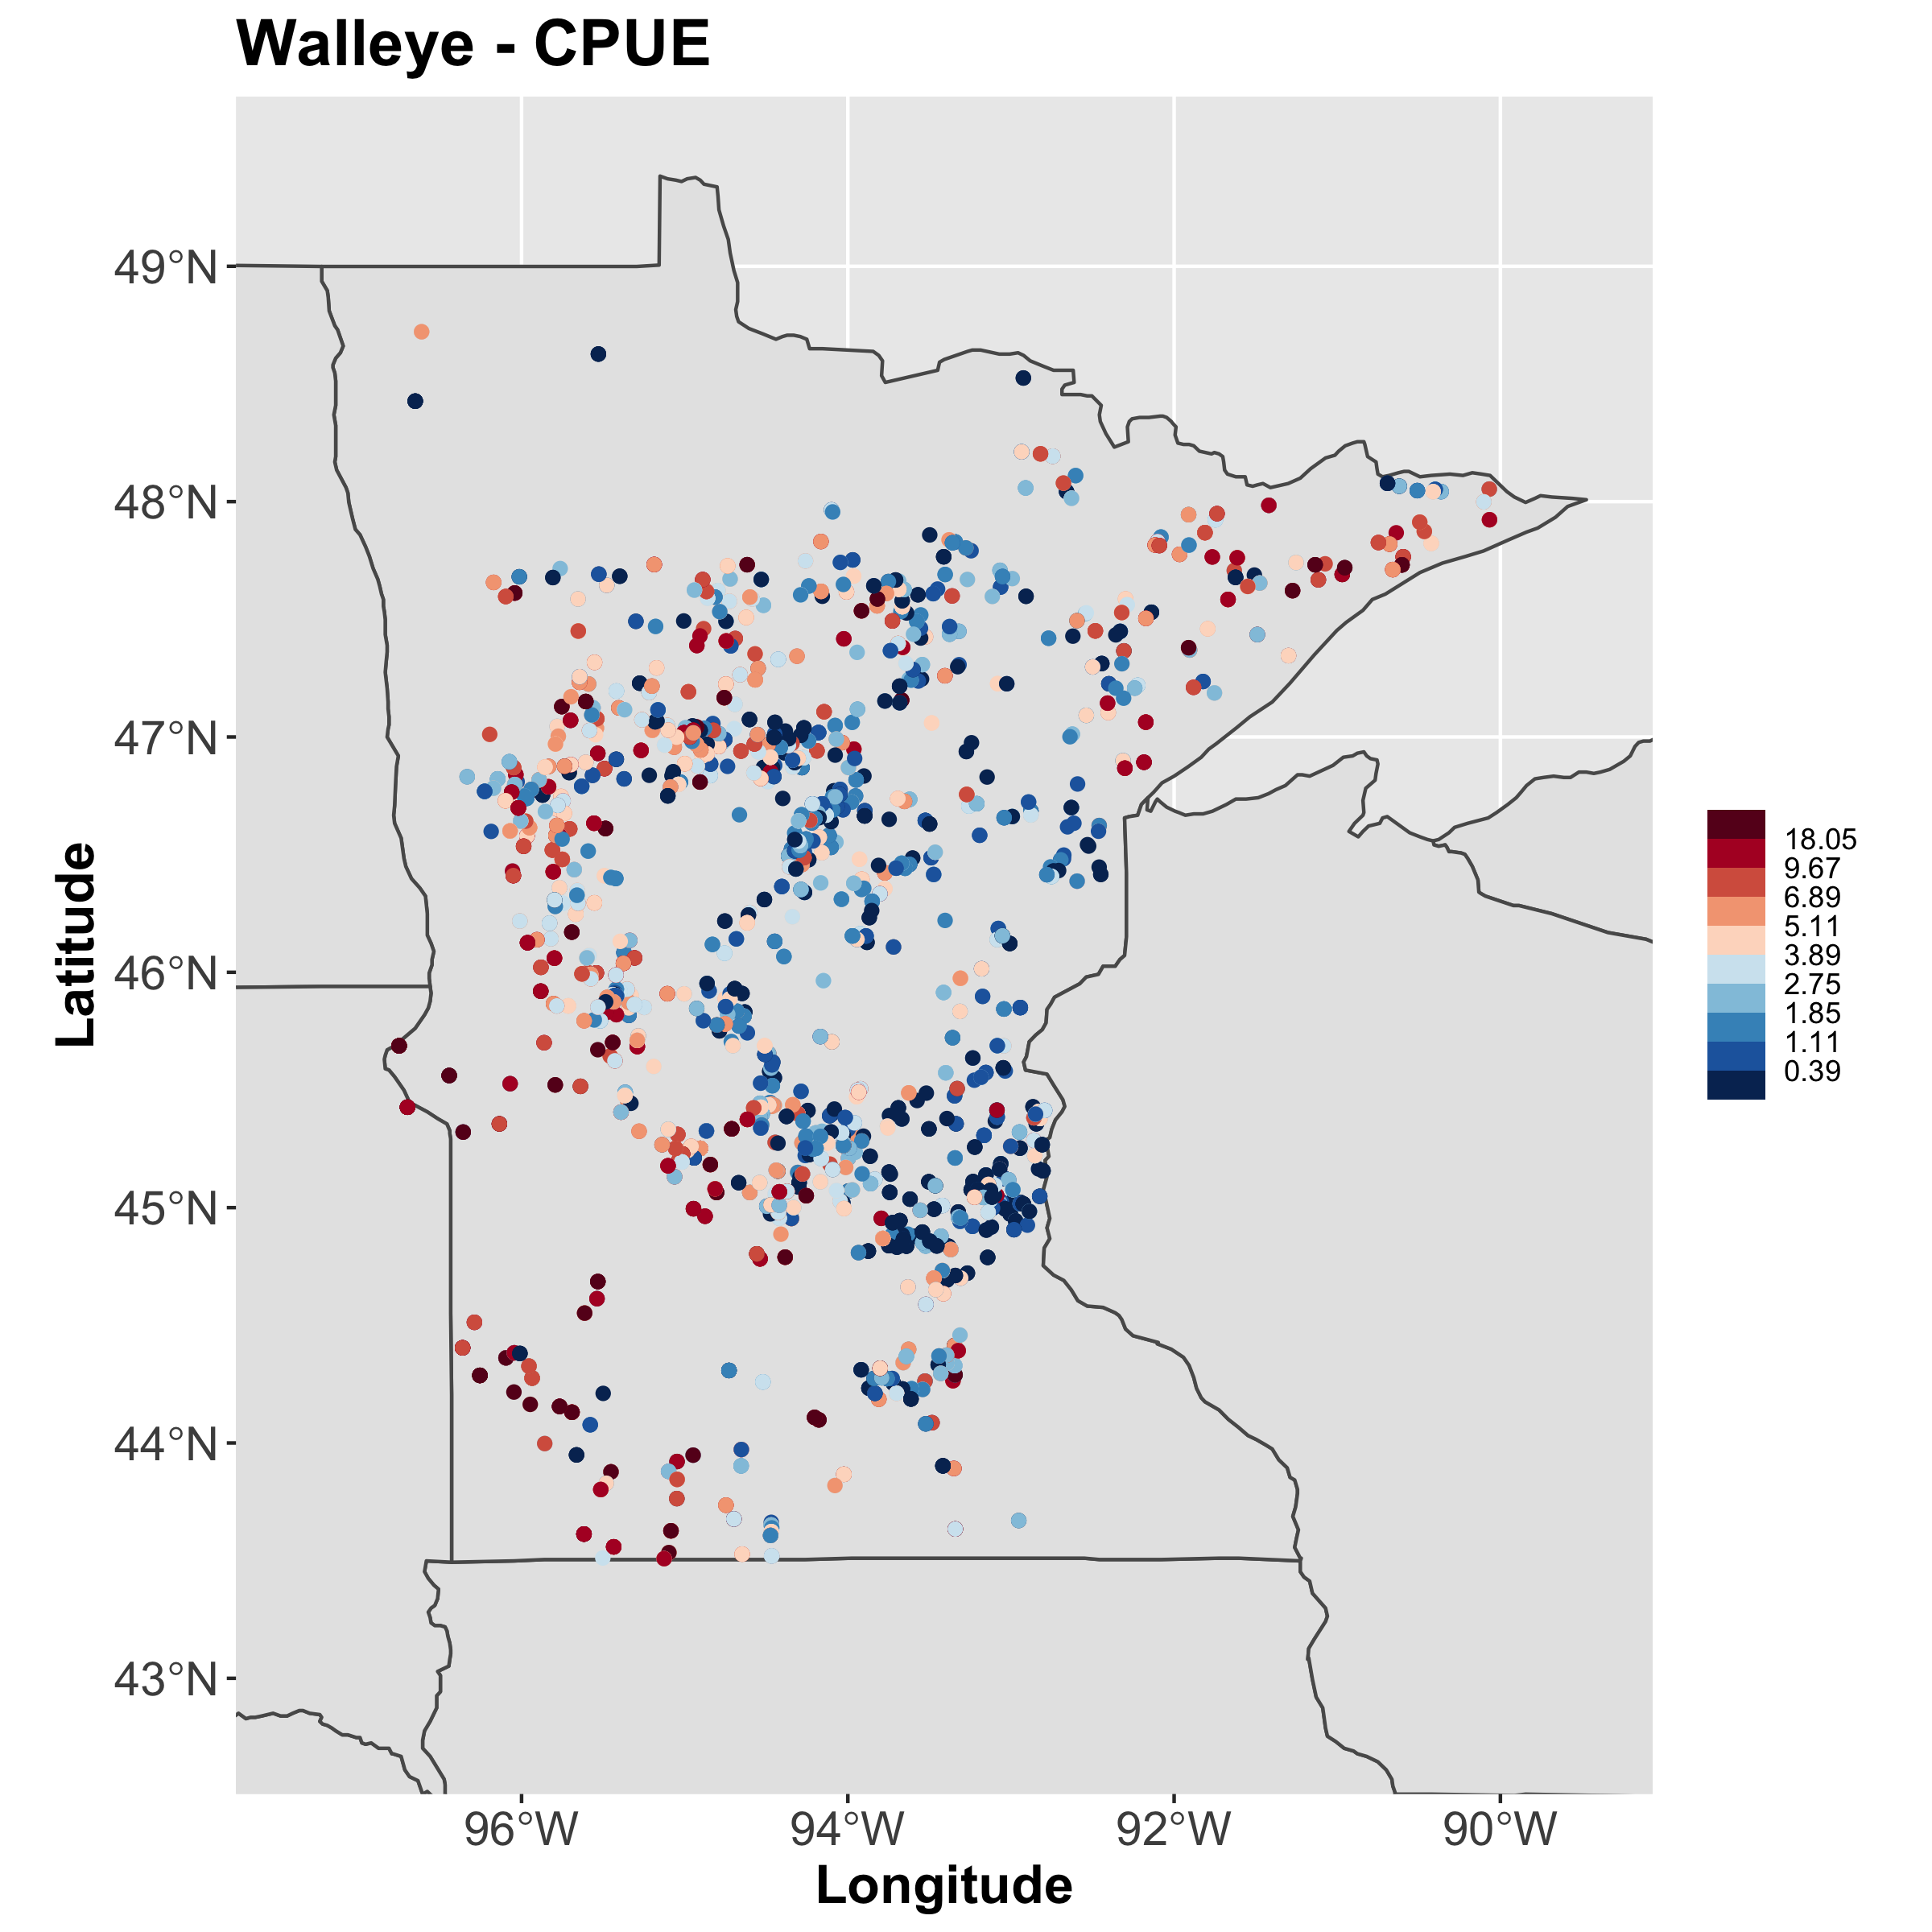 Walleye - CPUE
49°N
48°N
47°N
46°N
45°N
44°N
43°N
Latitude
96°W
94°W
92°W
90°W
Longitude
18.05
9.67
6.89
5.11
3.89
2.75
1.85
1.11
0.39